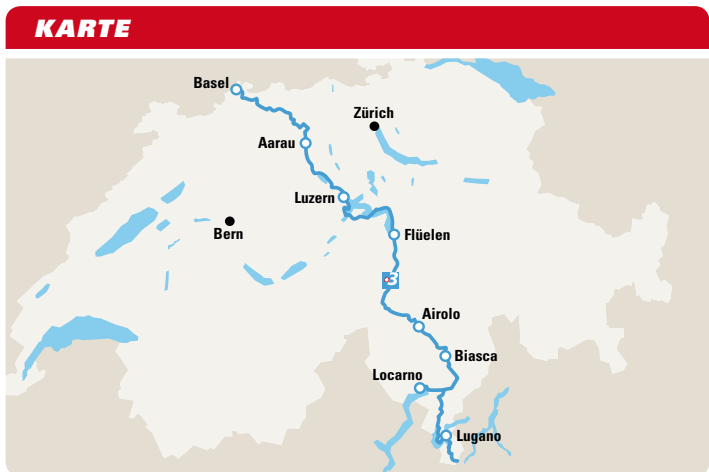 KARTE
Basel
Zürich
Aarau
Luzern
Bern
Flüelen
3
Airolo
Biasca
Locarno
Lugano